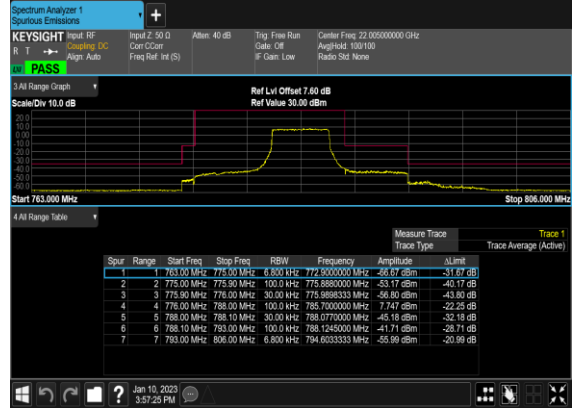 Spectrum Analyzer 1
Spurious Emissions
KEYSIGHT Input: RF Input Z: 50 Ω Atten: 40 dB Trig: Free Run Center Freq: 22.005000000 GHz
R T Coupling: DC Corr CCorr Gate: Off Avg|Hold: 100/100
Align: Auto Freq Ref: Int (S) IF Gain: Low Radio Std: None
PASS
3 All Range Graph
Ref Lvl Offset 7.60 dB
Scale/Div 10.0 dB Ref Value 30.00 dBm
20.0
10.0
0.00
-10.0
-20.0
-30.0
-40.0
-50.0
-60.0
Start 763.000 MHz Stop 806.000 MHz
4 All Range Table
Measure Trace Trace 1
Trace Type Trace Average (Active)
Spur Range Start Freq Stop Freq RBW Frequency Amplitude ΔLimit
1 1 763.00 MHz 775.00 MHz 6.800 kHz 772.9000000 MHz -66.67 dBm -31.67 dB
2 2 775.00 MHz 775.90 MHz 100.0 kHz 775.8880000 MHz -53.17 dBm -40.17 dB
3 3 775.90 MHz 776.00 MHz 30.00 kHz 775.9898333 MHz -56.80 dBm -43.80 dB
4 4 776.00 MHz 788.00 MHz 100.0 kHz 785.7000000 MHz 7.747 dBm -22.25 dB
5 5 788.00 MHz 788.10 MHz 30.00 kHz 788.0770000 MHz -45.18 dBm -32.18 dB
6 6 788.10 MHz 793.00 MHz 100.0 kHz 788.1245000 MHz -41.71 dBm -28.71 dB
7 7 793.00 MHz 806.00 MHz 6.800 kHz 794.6033333 MHz -55.99 dBm -20.99 dB
Jan 10, 2023
3:57:25 PM